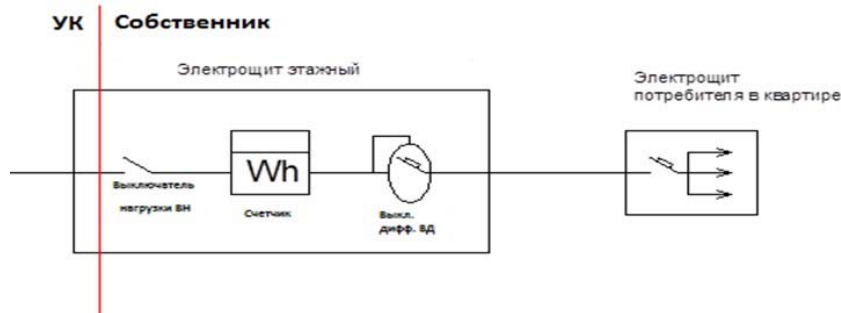 УК Собственник
Электрощит этажный
Электрощит
потребителя в квартире
Wh
Выключатель
нагрузки ВН
Счетчик
Выкл.
дифф. ВД